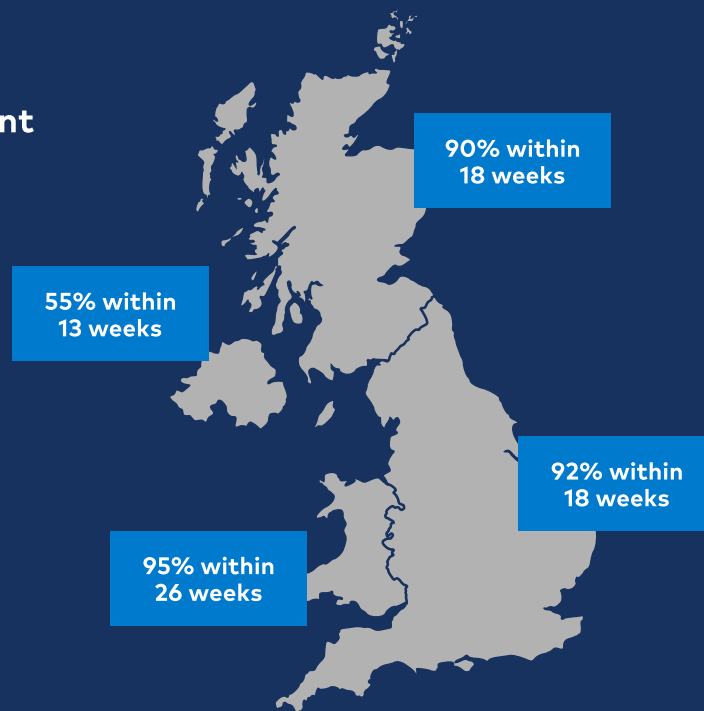 nt
90% within
18 weeks
55% within
13 weeks
92% within
18 weeks
95% within
26 weeks